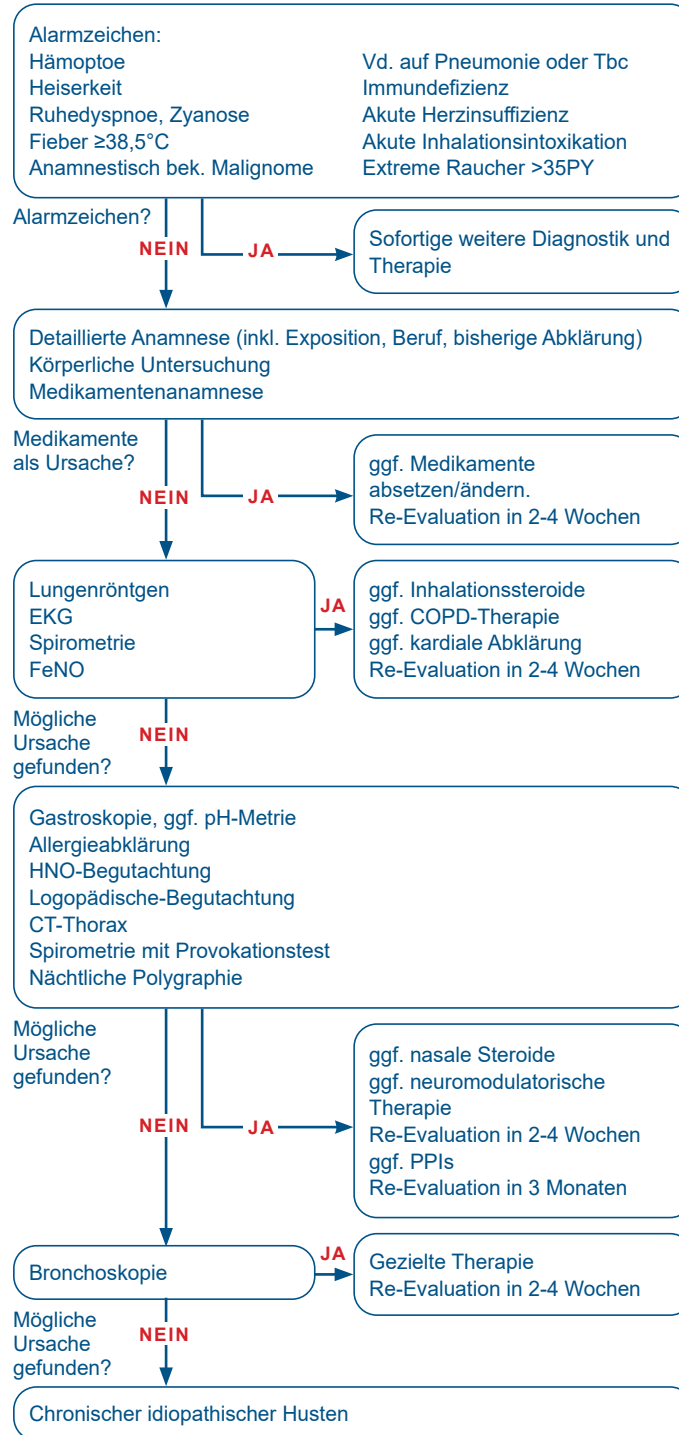 Alarmzeichen:
Hämoptoe
Heiserkeit
Ruhedyspnoe, Zyanose
Fieber ≥38,5°C
Anamnestisch bek. Malignome
Vd. auf Pneumonie oder Tbc
Immundefizienz
Akute Herzinsuffizienz
Akute Inhalationsintoxikation
Extreme Raucher >35PY
Alarmzeichen?
NEIN
JA
Sofortige weitere Diagnostik und
Therapie
Detaillierte Anamnese (inkl. Exposition, Beruf, bisherige Abklärung)
Körperliche Untersuchung
Medikamentenanamnese
Medikamente
als Ursache?
NEIN
JA
ggf. Medikamente
absetzen/ändern.
Re-Evaluation in 2-4 Wochen
Lungenröntgen
EKG
Spirometrie
FeNO
JA
ggf. Inhalationssteroide
ggf. COPD-Therapie
ggf. kardiale Abklärung
Re-Evaluation in 2-4 Wochen
Mögliche
Ursache
gefunden?
NEIN
Gastroskopie, ggf. pH-Metrie
Allergieabklärung
HNO-Begutachtung
Logopädische-Begutachtung
CT-Thorax
Spirometrie mit Provokationstest
Nächtliche Polygraphie
Mögliche
Ursache
gefunden?
NEIN
JA
ggf. nasale Steroide
ggf. neuromodulatorische
Therapie
Re-Evaluation in 2-4 Wochen
ggf. PPIs
Re-Evaluation in 3 Monaten
Bronchoskopie
JA
Gezielte Therapie
Re-Evaluation in 2-4 Wochen
Mögliche
Ursache
gefunden?
NEIN
Chronischer idiopathischer Husten